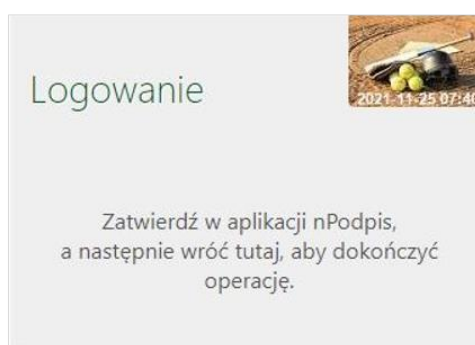 Logowanie
2021-11-25 07:40
Zatwierdź w aplikacji nPodpis,
a następnie wróć tutaj, aby dokończyć
operację.